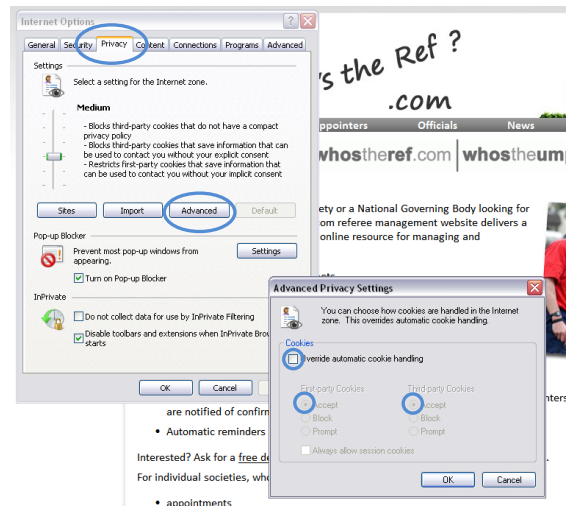 Internet Options
General Security Privacy Content Connections Programs Advanced
Settings
Select a setting for the Internet zone.
Medium
- Blocks third-party cookies that do not have a compact
privacy policy
- Blocks third-party cookies that save information that can
be used to contact you without your explicit consent
- Restricts first-party cookies that save information that
can be used to contact you without your implicit consent
Sites Import Advanced Default
Pop-up Blocker
Prevent most pop-up windows from
appearing.
Settings
Turn on Pop-up Blocker
InPrivate
Do not collect data for use by InPrivate Filtering
Disable toolbars and extensions when InPrivate Bro
starts
OK Cancel
's the Ref ?
.com
ppointers Officials News
whostheref.com whostheum
ety or a National Governing Body looking for
om referee management website delivers a
online resource for managing and
Advanced Privacy Settings
You can choose how cookies are handled in the Internet
zone. This overrides automatic cookie handling.
Cookies
Override automatic cookie handling
First-party Cookies Third-party Cookies
Accept Accept
Block Block
Prompt Prompt
Always allow session cookies
OK Cancel
are notified of confirm
• Automatic reminders
Interested? Ask for a free de
For individual societies, who
• appointments